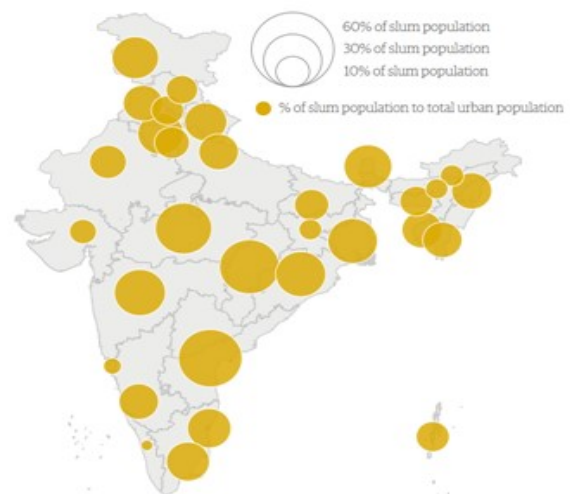 60% of slum population
30% of slum population
10% of slum population
% of slum population to total urban population